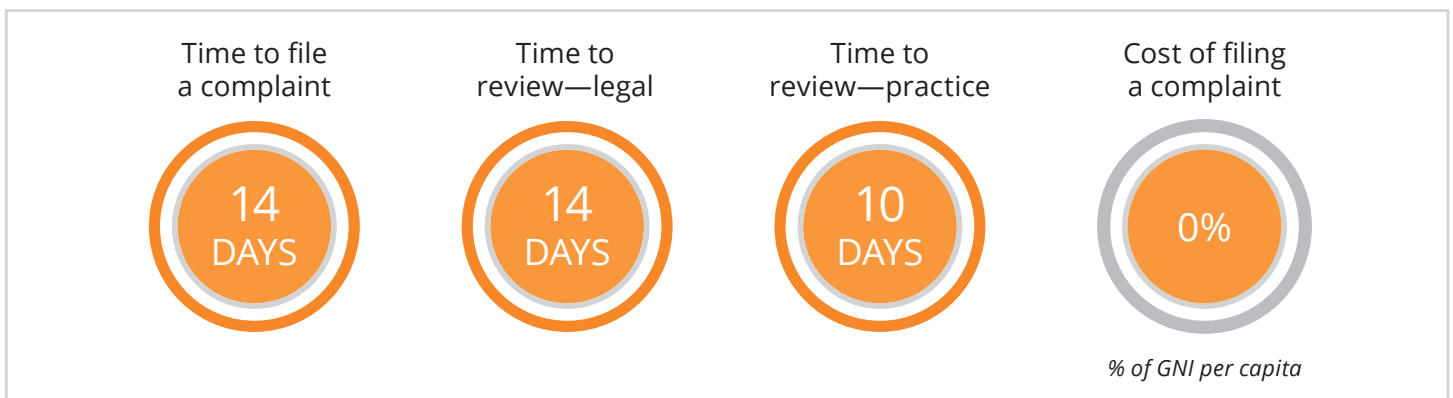 Time to file
a complaint
14
DAYS
Time to
review—legal
14
DAYS
Time to
review—practice
10
DAYS
Cost of filing
a complaint
0%
% of GNI per capita